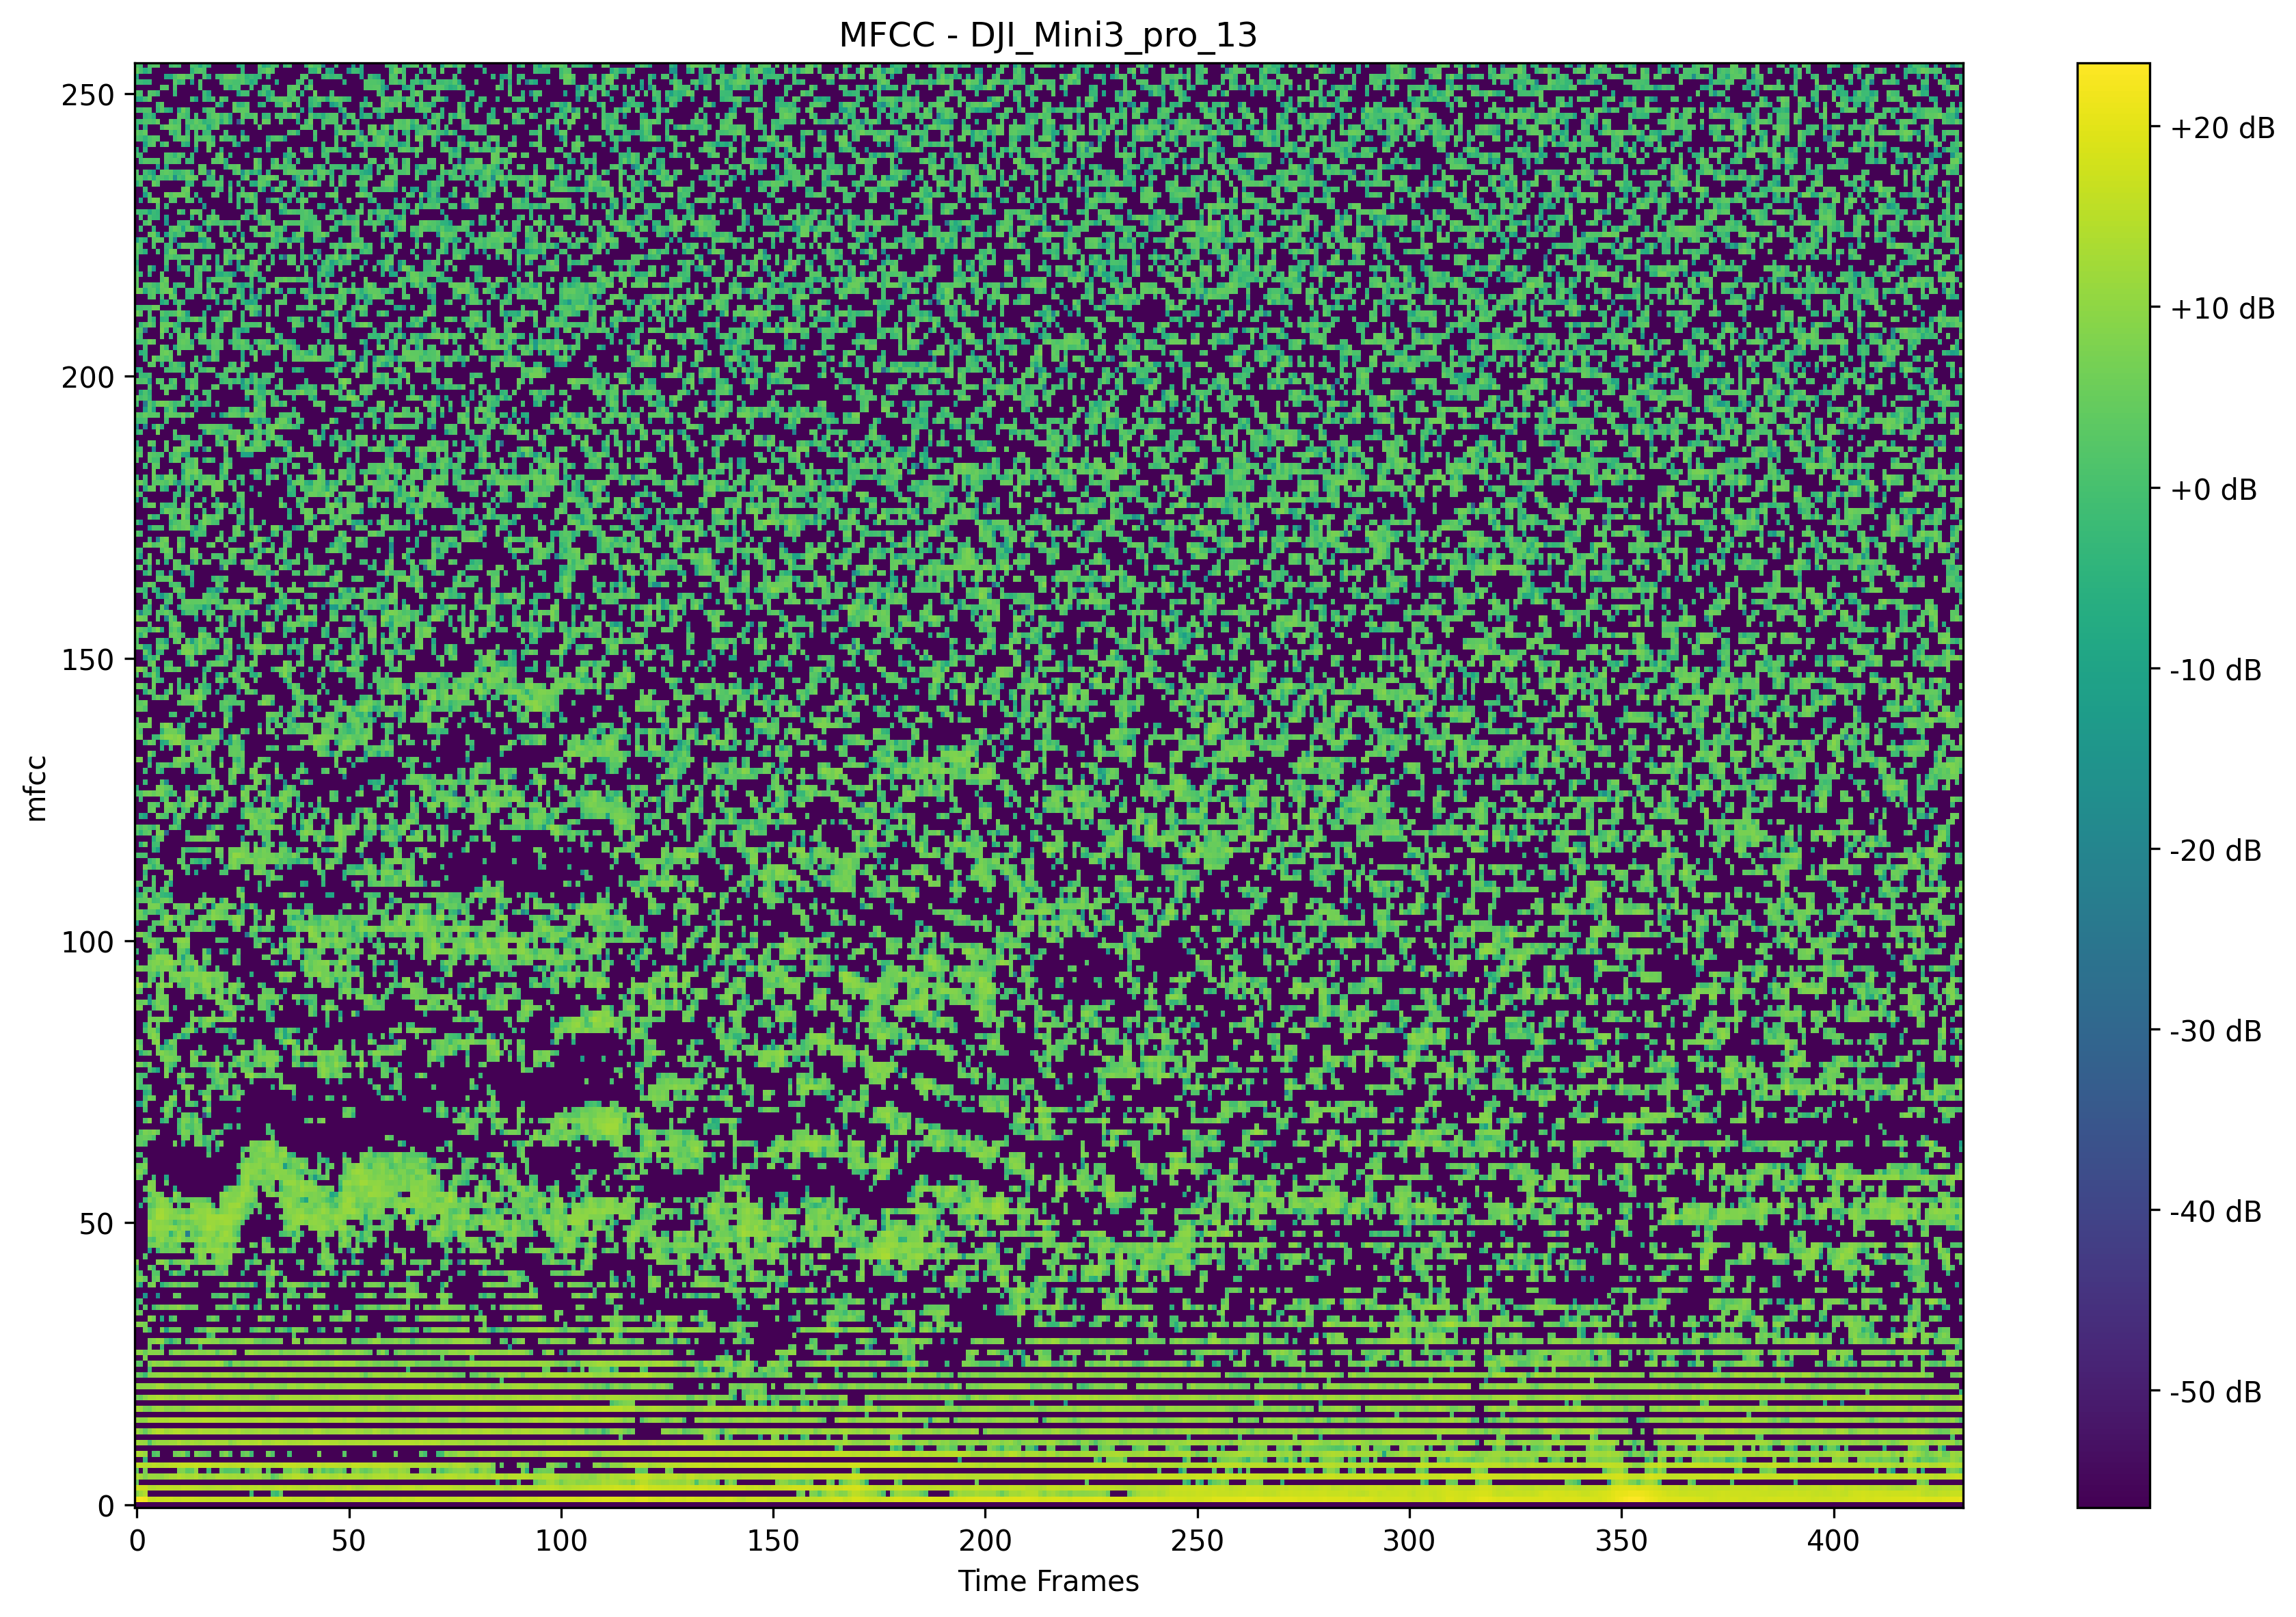 MFCC - DJI_Mini3_pro_13
250
200
150
100
50
0
mfcc
0 50 100 150 200 250 300 350 400
Time Frames
+20 dB
+10 dB
+0 dB
-10 dB
-20 dB
-30 dB
-40 dB
-50 dB